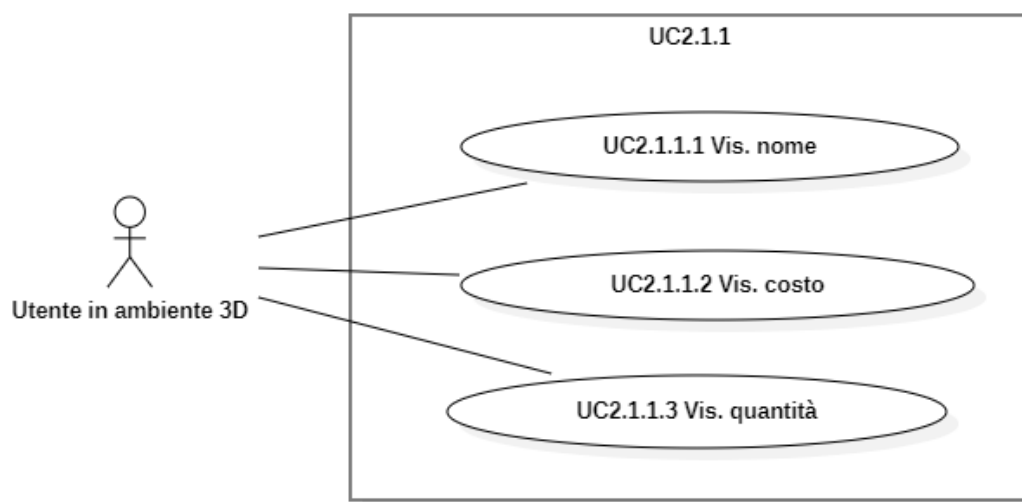 UC2.1.1
UC2.1.1.1 Vis. nome
Utente in ambiente 3D
UC2.1.1.2 Vis. costo
UC2.1.1.3 Vis. quantità